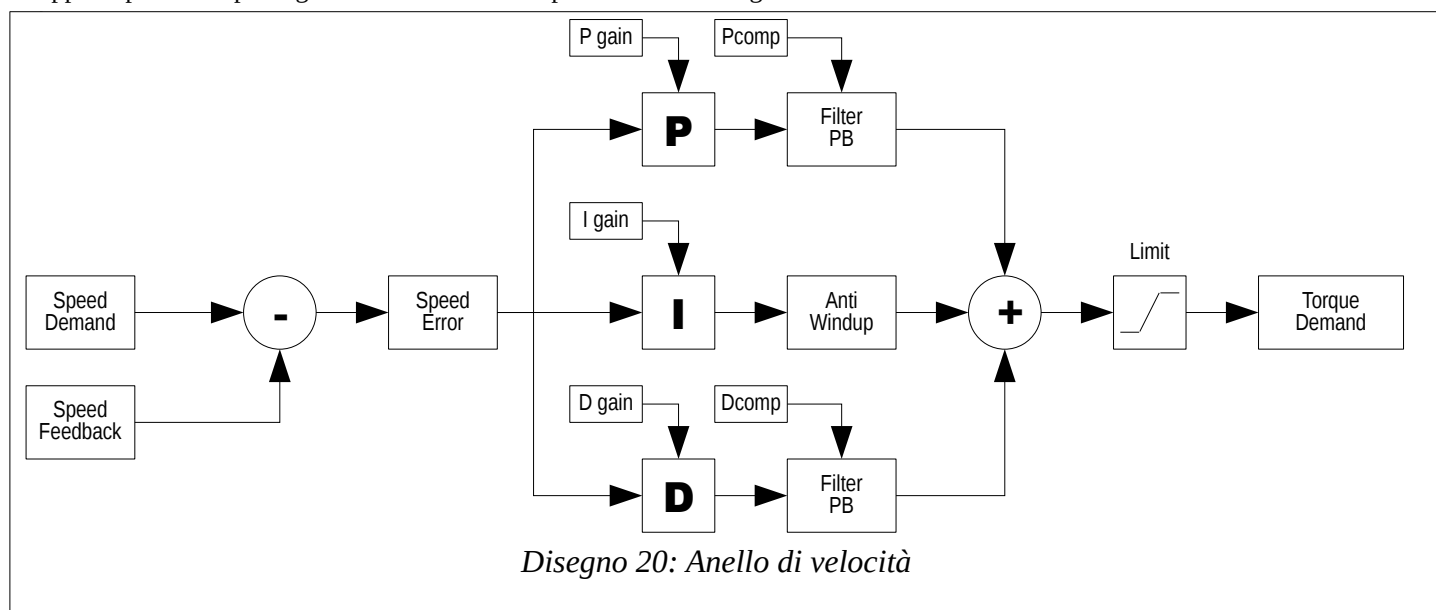 P gain
Pcomp
P
Filter
PB
I gain
Limit
Speed
Demand
-
Speed
Error
I
Anti
Windup
+
Torque
Demand
Speed
Feedback
D gain
Dcomp
D
Filter
PB
Disegno 20: Anello di velocità